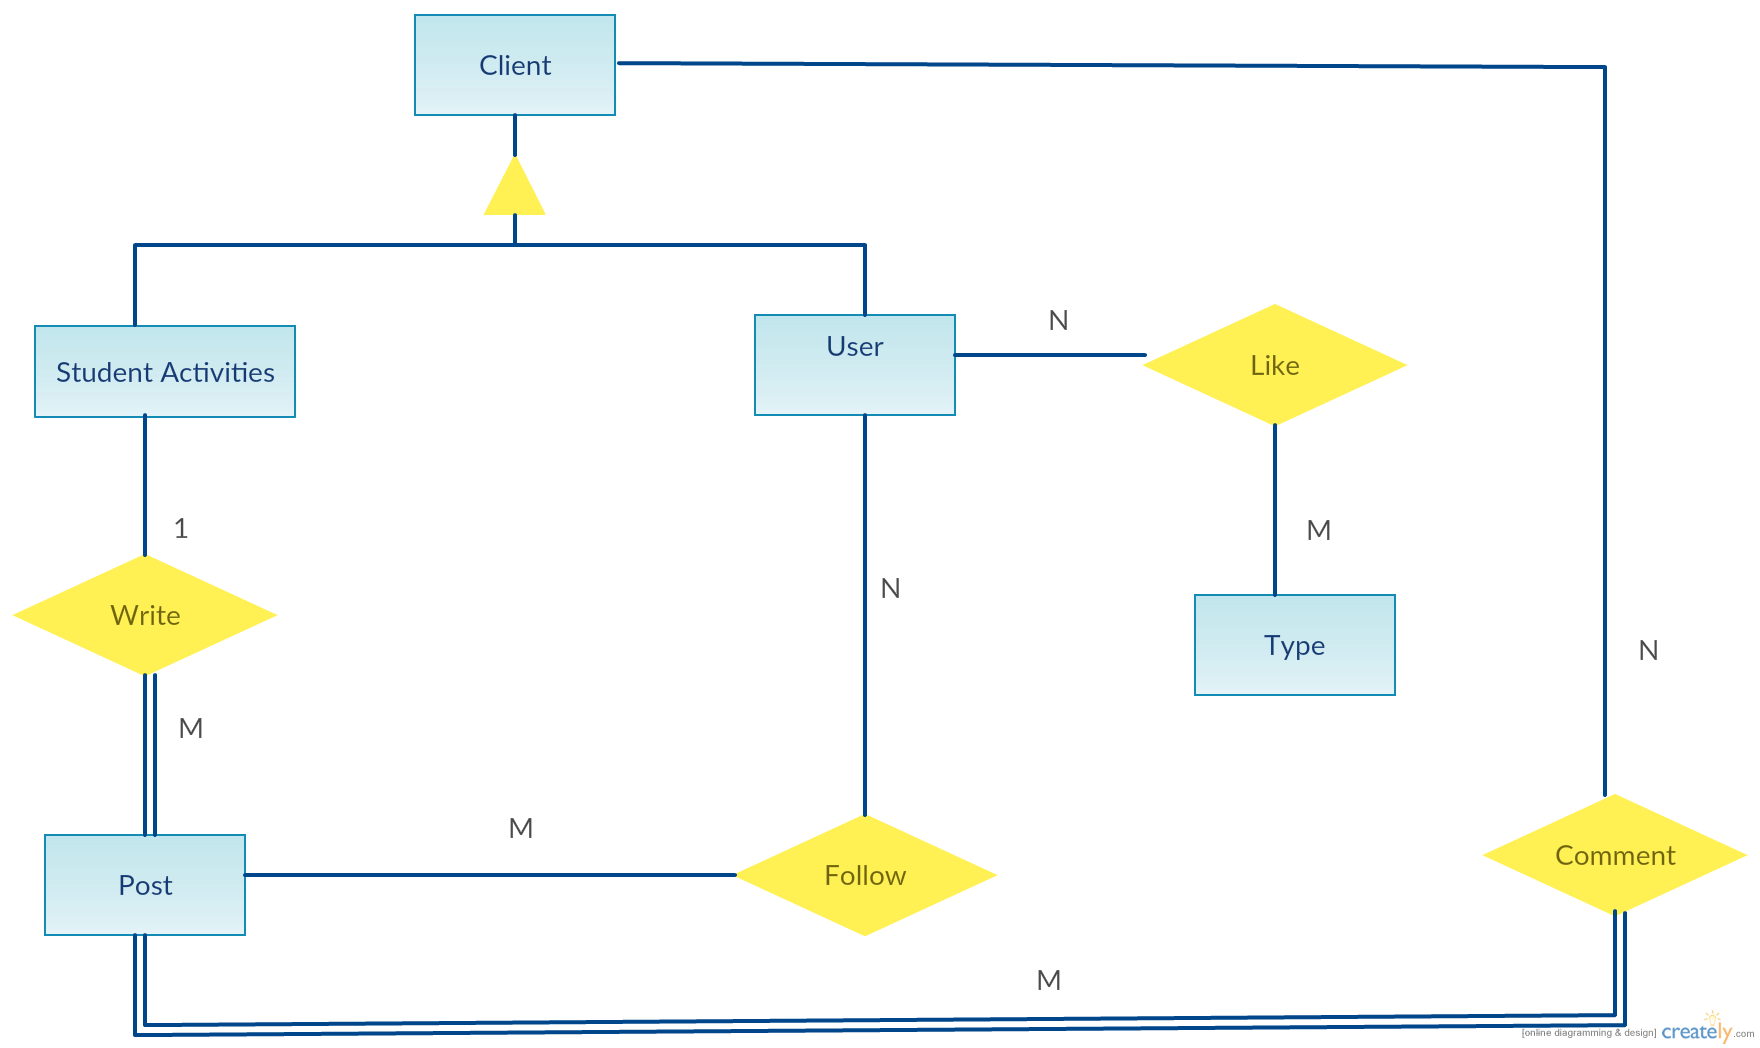 Client
Student Activities
User
N
Like
1
M
Write
N
Type
N
M
M
Post
Follow
Comment
M
[online diagramming & design] creately.com